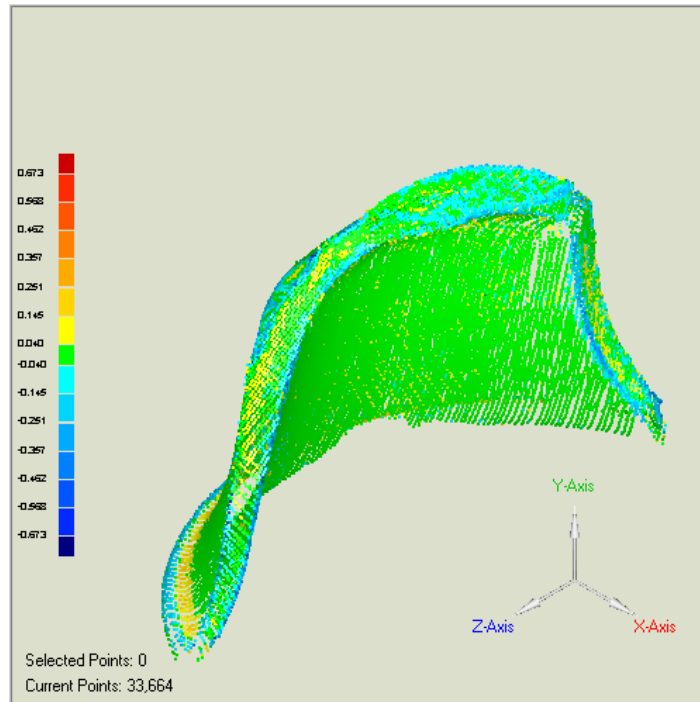 0.673
0.568
0.462
0.357
0.251
0.145
0.040
-0.040
-0.145
-0.251
-0.357
-0.462
-0.568
-0.673
Y-Axis
Z-Axis
X-Axis
Selected Points: 0
Current Points: 33,664